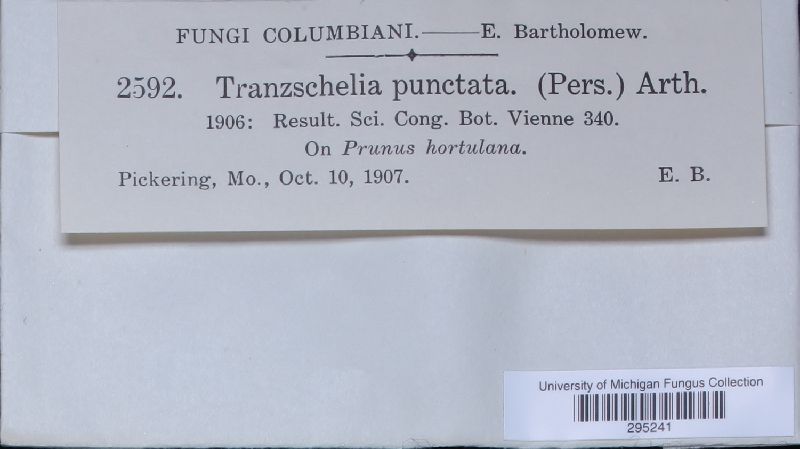 FUNGI COLUMBIANI.——E. Bartholomew.
2592. Tranzschelia punctata. (Pers.) Arth.
1906: Result. Sci. Cong. Bot. Vienne 340.
On Prunus hortulana.
Pickering, Mo., Oct. 10, 1907. E. B.
University of Michigan Fungus Collection
295241